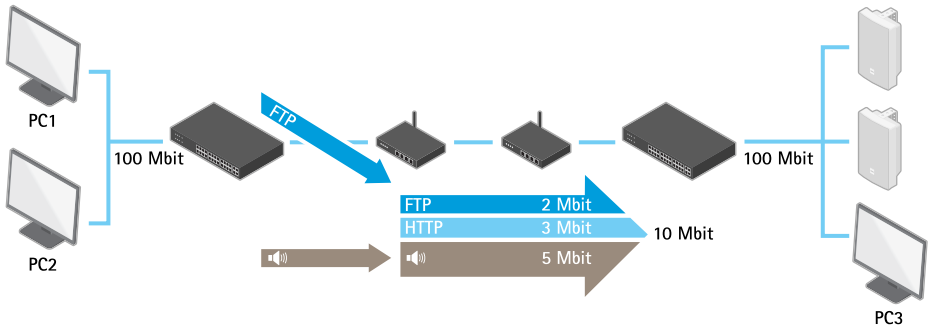 PC1
FTP
100 Mbit
100 Mbit
FTP 2 Mbit
HTTP 3 Mbit
10 Mbit
5 Mbit
PC2
PC3